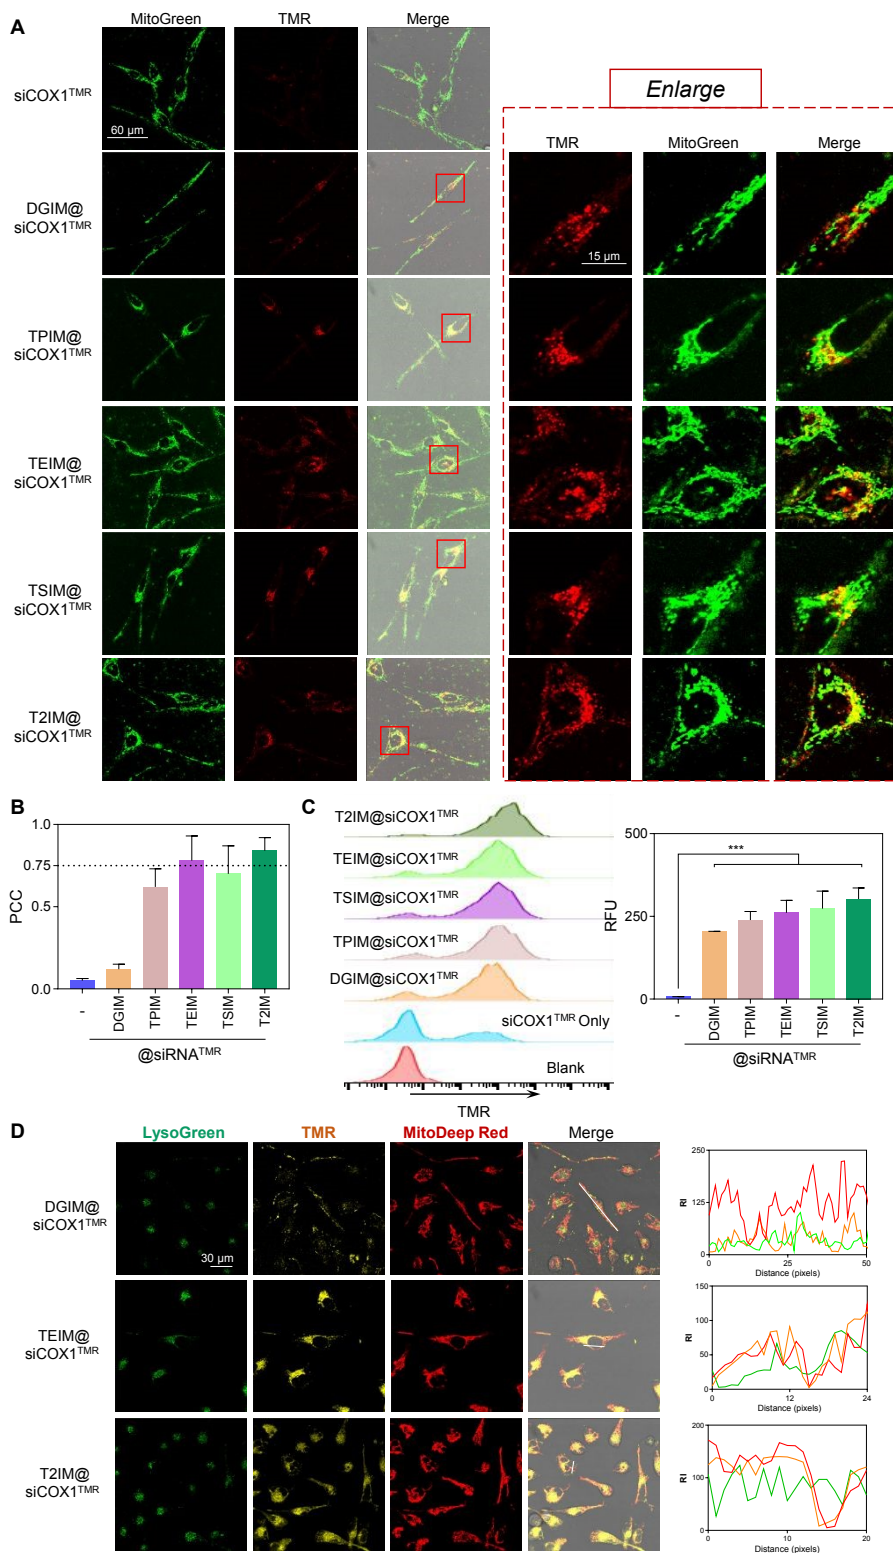 A
MitoGreen TMR Merge
siCOX1TMR
60 µm
Enlarge
TMR MitoGreen Merge
DGIM@
siCOX1TMR
15 µm
TPIM@
siCOX1TMR
TEIM@
siCOX1TMR
TSIM@
siCOX1TMR
T2IM@
siCOX1TMR
B
1.0
0.75
0.5
0.0
PCC
- DGIM TPIM TEIM TSIM T2IM
@siRNATMR
C
T2IM@siCOX1TMR
TEIM@siCOX1TMR
TSIM@siCOX1TMR
TPIM@siCOX1TMR
DGIM@siCOX1TMR
siCOX1TMR Only
Blank
TMR
500
250
0
RFU
***
- DGIM TPIM TEIM TSIM T2IM
@siRNATMR
D
LysoGreen TMR MitoDeep Red Merge
DGIM@
siCOX1TMR
30 µm
250
125
0
RI
0 25 50
Distance (pixels)
TEIM@
siCOX1TMR
150
100
50
0
RI
0 12 24
Distance (pixels)
T2IM@
siCOX1TMR
200
100
0
RI
0 10 20
Distance (pixels)